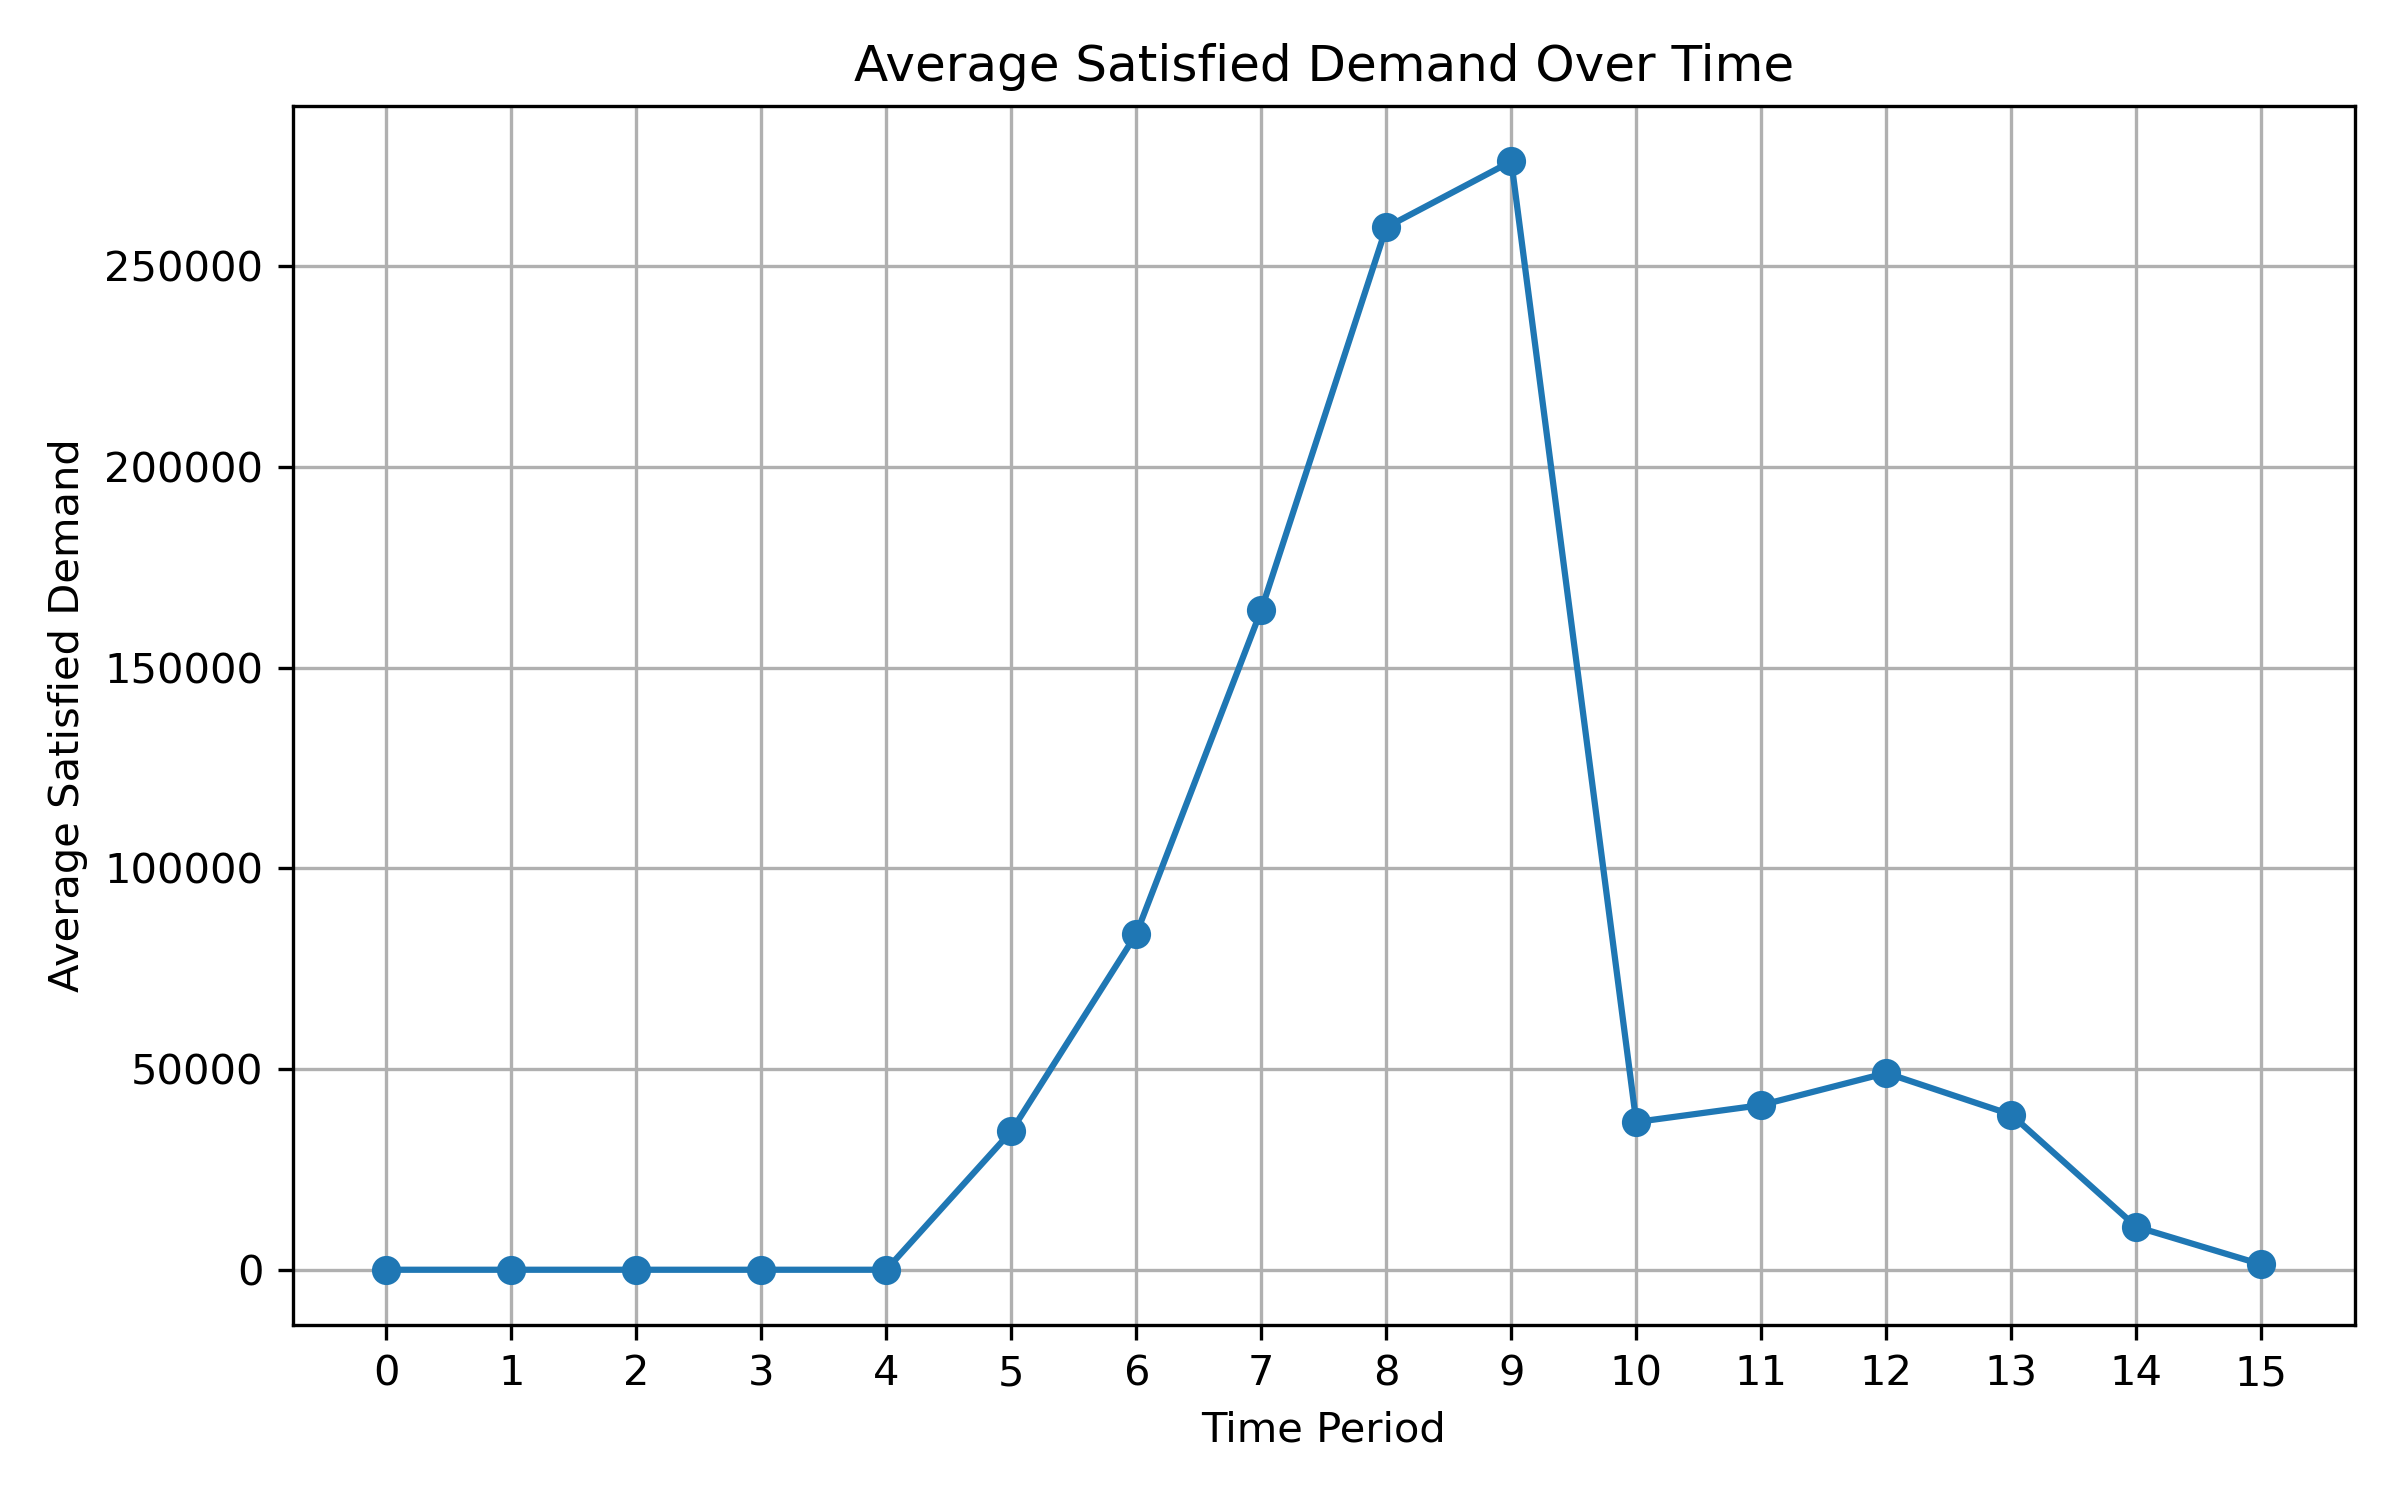 Average Satisfied Demand Over Time
Average Satisfied Demand
250000
200000
150000
100000
50000
0
0 1 2 3 4 5 6 7 8 9 10 11 12 13 14 15
Time Period